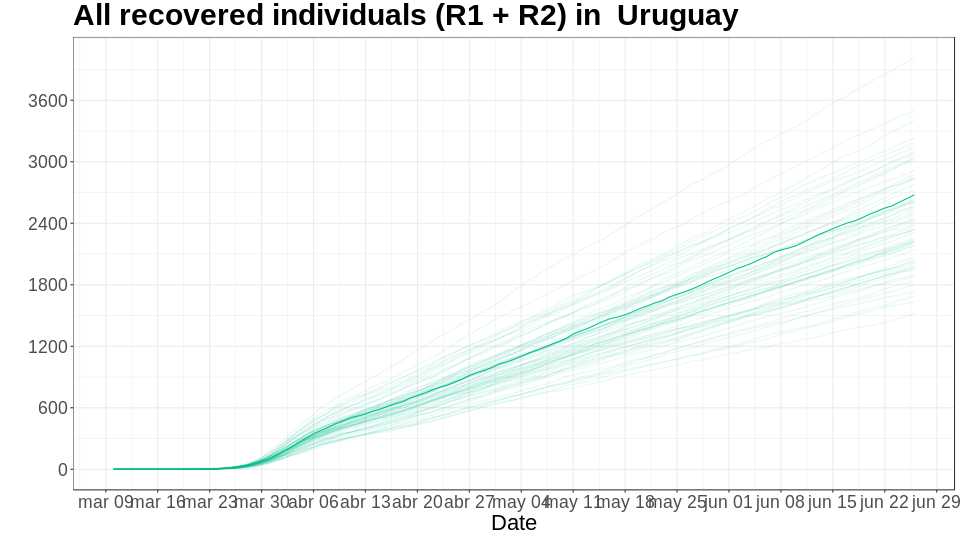 All recovered individuals (R1 + R2) in  Uruguay
3600
3000
2400
1800
1200
600
0
mar 09 mar 16 mar 23 mar 30 abr 06 abr 13 abr 20 abr 27 may 04 may 11 may 18 may 25 jun 01 jun 08 jun 15 jun 22 jun 29
Date